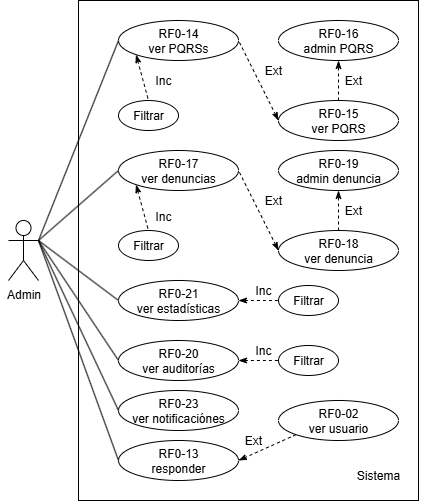 RF0-14
ver PQRSs
RF0-16
admin PQRS
Inc
Ext
Ext
Filtrar
RF0-15
ver PQRS
RF0-17
ver denuncias
RF0-19
admin denuncia
Inc
Ext
Ext
Filtrar
RF0-18
ver denuncia
Admin
RF0-21
ver estadísticas
Inc
Filtrar
RF0-20
ver auditorías
Inc
Filtrar
RF0-23
ver notificaciónes
RF0-02
ver usuario
Ext
RF0-13
responder
Sistema